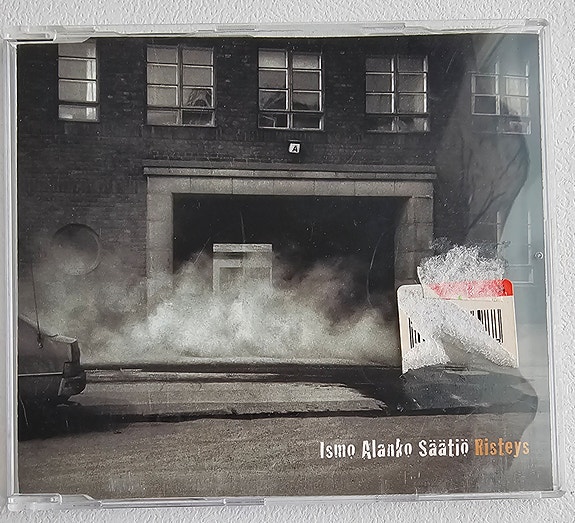 A
Ismo Alanko Säätiö Risteys